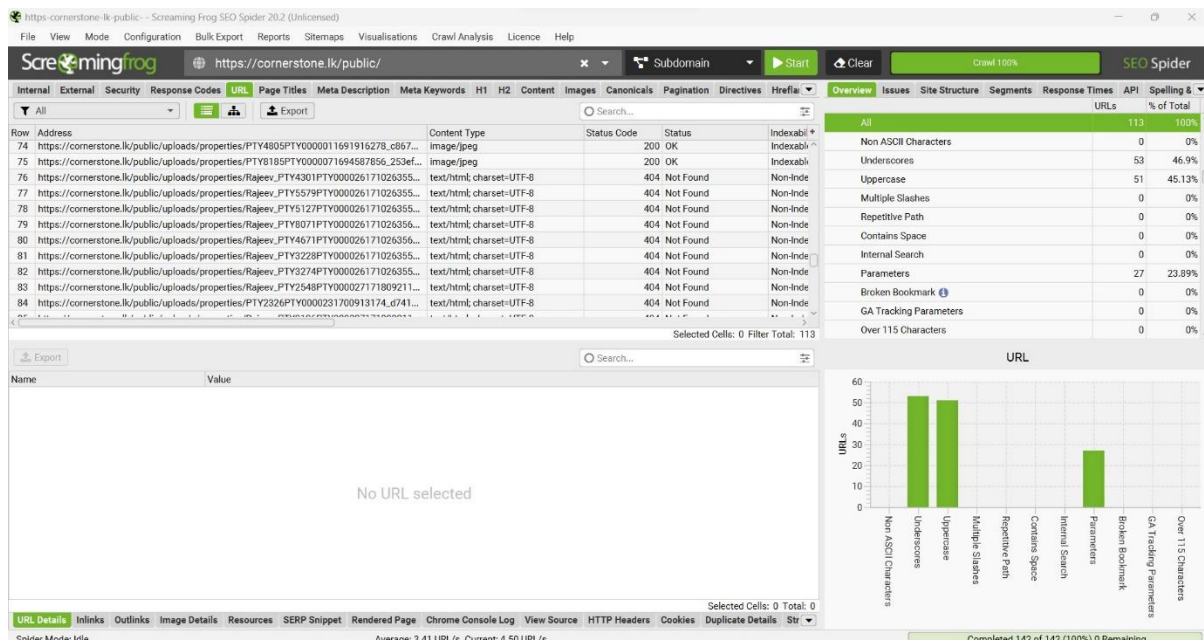 https-cornerstone-lk-public- - Screaming Frog SEO Spider 20.2 (Unlicensed)
File View Mode Configuration Bulk Export Reports Sitemaps Visualisations Crawl Analysis Licence Help
Screamingfrog https://cornerstone.lk/public/ Subdomain Start Clear Crawl 100% SEO Spider
Internal External Security Response Codes URL Page Titles Meta Description Meta Keywords H1 H2 Content Images Canonicals Pagination Directives Hrefla
Overview Issues Site Structure Segments Response Times API Spelling &
All Export Search...
Row Address Content Type Status Code Status Indexabil
74 https://cornerstone.lk/public/uploads/properties/PTY4805PTY0000011691916278_c867... image/jpeg 200 OK Indexable
75 https://cornerstone.lk/public/uploads/properties/PTY8185PTY0000071694587856_253ef... image/jpeg 200 OK Indexable
76 https://cornerstone.lk/public/uploads/properties/Rajeev_PTY4301PTY000026171026355... text/html; charset=UTF-8 404 Not Found Non-Inde
77 https://cornerstone.lk/public/uploads/properties/Rajeev_PTY5579PTY000026171026355... text/html; charset=UTF-8 404 Not Found Non-Inde
78 https://cornerstone.lk/public/uploads/properties/Rajeev_PTY5127PTY000026171026355... text/html; charset=UTF-8 404 Not Found Non-Inde
79 https://cornerstone.lk/public/uploads/properties/Rajeev_PTY8071PTY000026171026356... text/html; charset=UTF-8 404 Not Found Non-Inde
80 https://cornerstone.lk/public/uploads/properties/Rajeev_PTY4671PTY000026171026356... text/html; charset=UTF-8 404 Not Found Non-Inde
81 https://cornerstone.lk/public/uploads/properties/Rajeev_PTY3228PTY000026171026355... text/html; charset=UTF-8 404 Not Found Non-Inde
82 https://cornerstone.lk/public/uploads/properties/Rajeev_PTY3274PTY000026171026355... text/html; charset=UTF-8 404 Not Found Non-Inde
83 https://cornerstone.lk/public/uploads/properties/Rajeev_PTY2548PTY000027171809211... text/html; charset=UTF-8 404 Not Found Non-Inde
84 https://cornerstone.lk/public/uploads/properties/PTY2326PTY0000231700913174_d741... text/html; charset=UTF-8 404 Not Found Non-Inde
Selected Cells: 0 Filter Total: 113
URLs % of Total
All 113 100%
Non ASCII Characters 0 0%
Underscores 53 46.9%
Uppercase 51 45.13%
Multiple Slashes 0 0%
Repetitive Path 0 0%
Contains Space 0 0%
Internal Search 0 0%
Parameters 27 23.89%
Broken Bookmark 0 0%
GA Tracking Parameters 0 0%
Over 115 Characters 0 0%
Export Search...
Name Value
No URL selected
Selected Cells: 0 Total: 0
URL
60
50
40
30
20
10
0
URLs
Non ASCII Characters
Underscores
Uppercase
Multiple Slashes
Repetitive Path
Contains Space
Internal Search
Parameters
Broken Bookmark
GA Tracking Parameters
Over 115 Characters
URL Details Inlinks Outlinks Image Details Resources SERP Snippet Rendered Page Chrome Console Log View Source HTTP Headers Cookies Duplicate Details Str
Spider Mode: Idle Average: 3.41 URL/s. Current: 4.50 URL/s. Completed 142 of 142 (100%) 0 Remaining